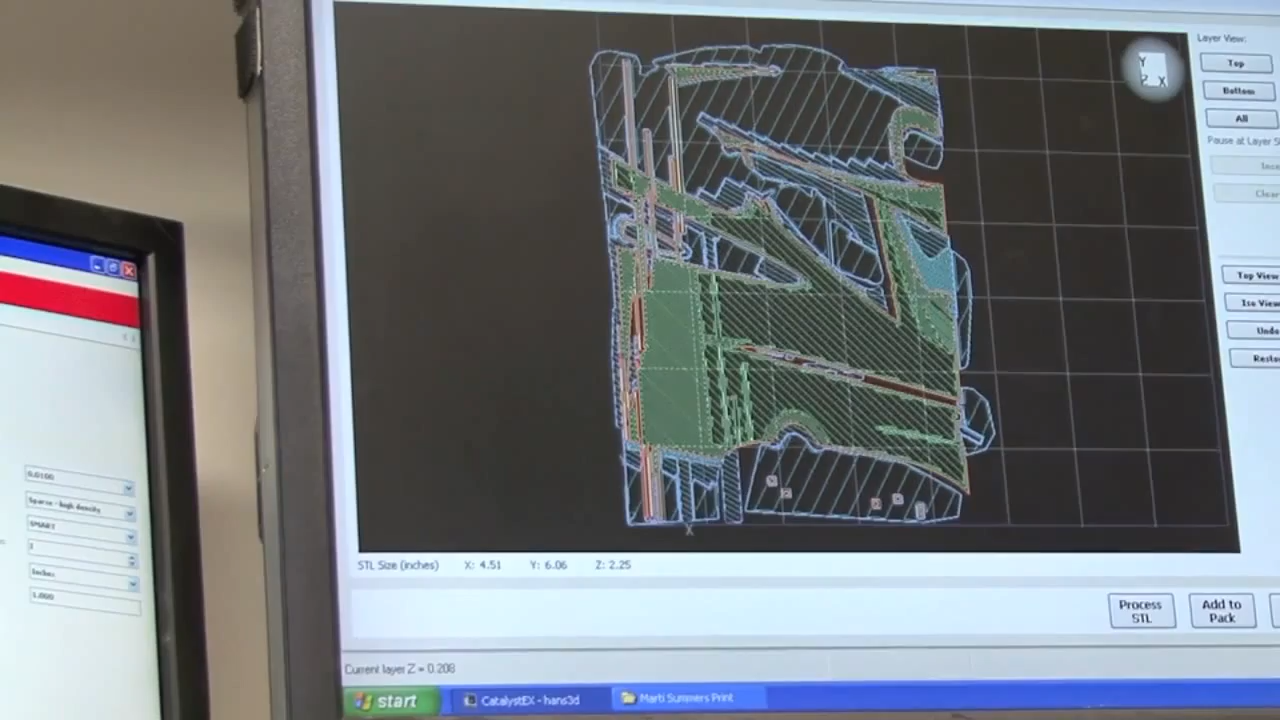 Layer View:
Top
Bottom
All
Pause at Layer
Top View
Iso View
Undo
Y
Z X
X
0.0100
Sparse - high density
SMART
Inches
1.000
STL Size (inches) X: 4.51 Y: 6.06 Z: 2.25
Process STL
Add to Pack
Current layer Z = 0.208
start
CatalystEX - hans3d
Marti Summers Print